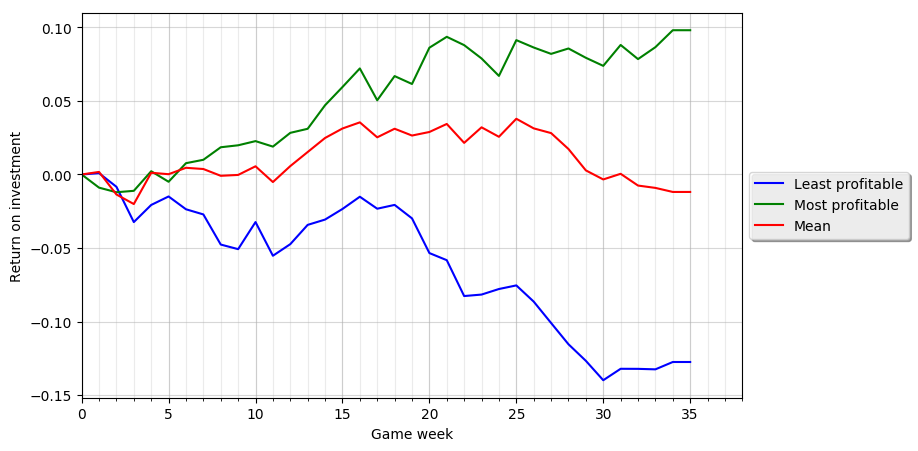 0.10
0.05
0.00
−0.05
−0.10
−0.15
Return on investment
0 5 10 15 20 25 30 35
Game week
Least profitable
Most profitable
Mean